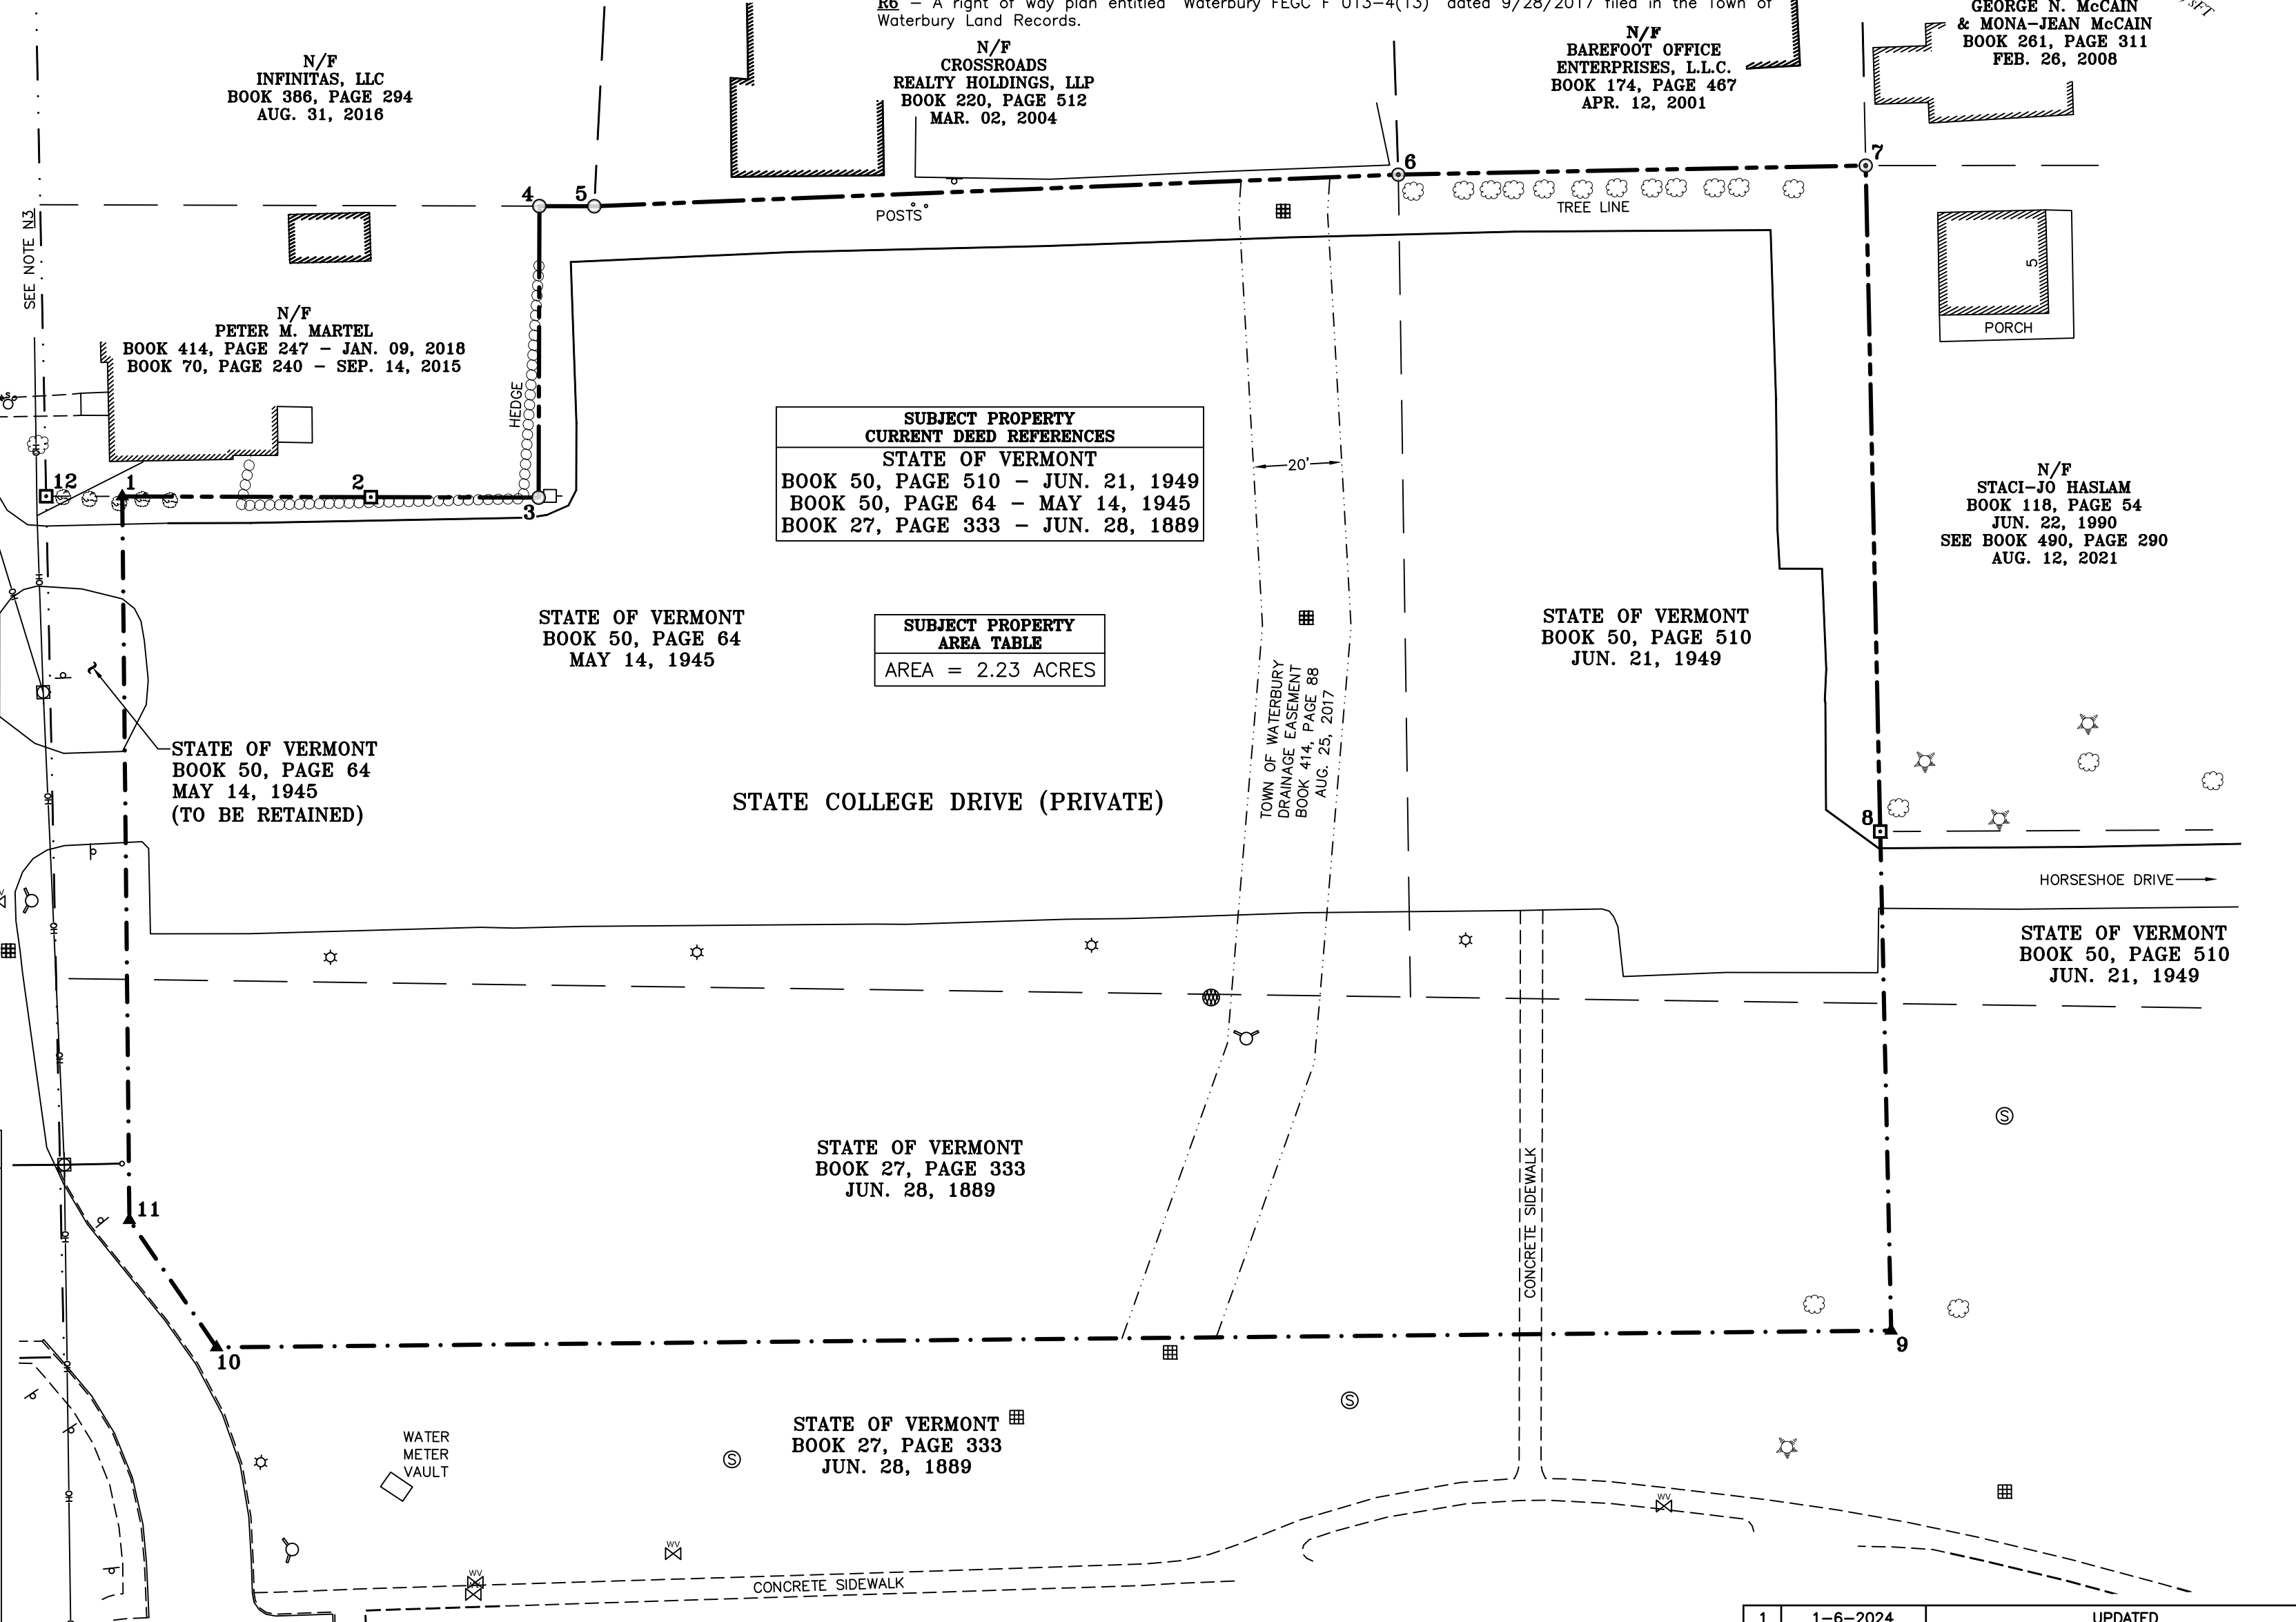 R6 – A right of way plan entitled "Waterbury FEGC F 013–4(13)" dated 9/28/2017 filed in the Town of
Waterbury Land Records.
N/F
INFINITAS, LLC
BOOK 386, PAGE 294
AUG. 31, 2016
N/F
CROSSROADS
REALTY HOLDINGS, LLP
BOOK 220, PAGE 512
MAR. 02, 2004
N/F
BAREFOOT OFFICE
ENTERPRISES, L.L.C.
BOOK 174, PAGE 467
APR. 12, 2001
GEORGE N. McCAIN
& MONA-JEAN McCAIN
BOOK 261, PAGE 311
FEB. 26, 2008
4
5
6
7
POSTS
TREE LINE
SEE NOTE N3
5
PORCH
N/F
PETER M. MARTEL
BOOK 414, PAGE 247 – JAN. 09, 2018
BOOK 70, PAGE 240 – SEP. 14, 2015
HEDGE
SUBJECT PROPERTY
CURRENT DEED REFERENCES
STATE OF VERMONT
BOOK 50, PAGE 510 – JUN. 21, 1949
BOOK 50, PAGE 64 – MAY 14, 1945
BOOK 27, PAGE 333 – JUN. 28, 1889
20'
N/F
STACI-JO HASLAM
BOOK 118, PAGE 54
JUN. 22, 1990
SEE BOOK 490, PAGE 290
AUG. 12, 2021
12
1
2
3
OH
OH
OH
STATE OF VERMONT
BOOK 50, PAGE 64
MAY 14, 1945
SUBJECT PROPERTY
AREA TABLE
AREA = 2.23 ACRES
STATE OF VERMONT
BOOK 50, PAGE 510
JUN. 21, 1949
TOWN OF WATERBURY
DRAINAGE EASEMENT
BOOK 414, PAGE 88
AUG. 25, 2017
STATE OF VERMONT
BOOK 50, PAGE 64
MAY 14, 1945
(TO BE RETAINED)
OH
STATE COLLEGE DRIVE (PRIVATE)
8
HORSESHOE DRIVE
OH
STATE OF VERMONT
BOOK 50, PAGE 510
JUN. 21, 1949
OH
S
STATE OF VERMONT
BOOK 27, PAGE 333
JUN. 28, 1889
CONCRETE SIDEWALK
11
OH
10
9
OH
S
STATE OF VERMONT
BOOK 27, PAGE 333
JUN. 28, 1889
S
WATER
METER
VAULT
OH
WV
WV
WV
CONCRETE SIDEWALK
1
1-6-2024
UPDATED